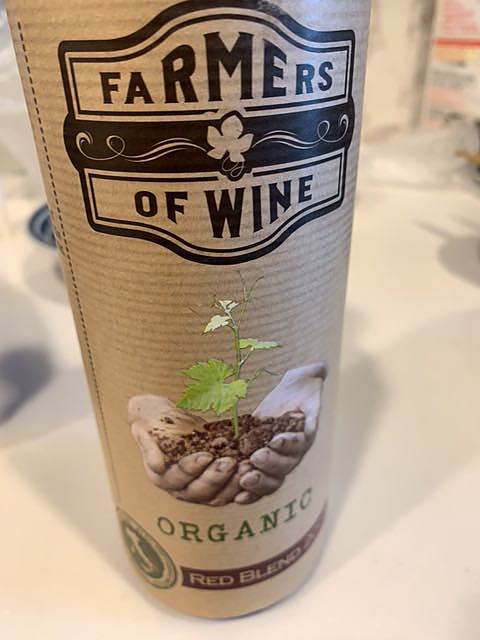 FARMERS
OF WINE
ORGANIC
RED BLEND